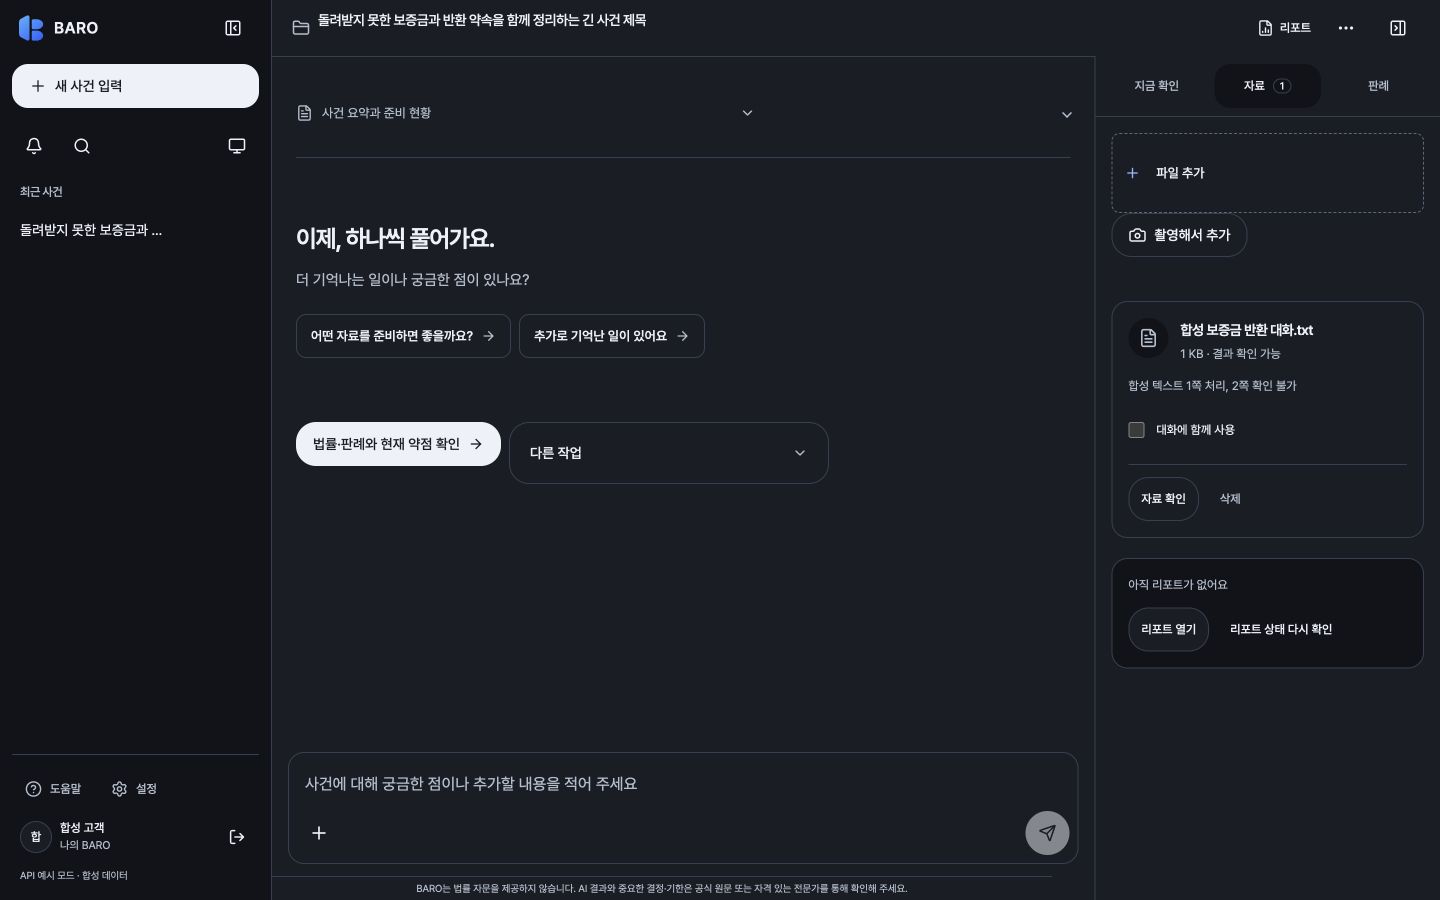 BARO
새 사건 입력
최근 사건
돌려받지 못한 보증금과 ...
도움말
설정
합
합성 고객
나의 BARO
API 예시 모드 · 합성 데이터
돌려받지 못한 보증금과 반환 약속을 함께 정리하는 긴 사건 제목
리포트
사건 요약과 준비 현황
이제, 하나씩 풀어가요.
더 기억나는 일이나 궁금한 점이 있나요?
어떤 자료를 준비하면 좋을까요?
추가로 기억난 일이 있어요
법률·판례와 현재 약점 확인
다른 작업
사건에 대해 궁금한 점이나 추가할 내용을 적어 주세요
BARO는 법률 자문을 제공하지 않습니다. AI 결과와 중요한 결정·기한은 공식 원문 또는 자격 있는 전문가를 통해 확인해 주세요.
지금 확인
자료 1
판례
파일 추가
촬영해서 추가
합성 보증금 반환 대화.txt
1 KB · 결과 확인 가능
합성 텍스트 1쪽 처리, 2쪽 확인 불가
대화에 함께 사용
자료 확인
삭제
아직 리포트가 없어요
리포트 열기
리포트 상태 다시 확인